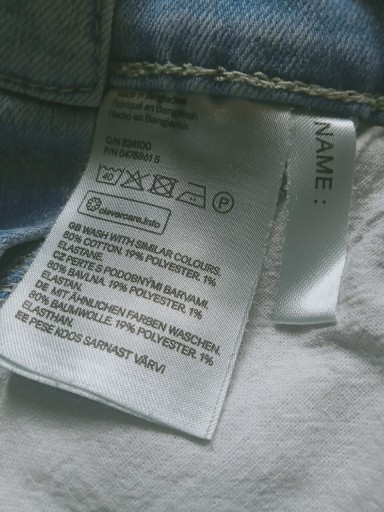 Made in Bangladesh
Fabriqué en Bangladesh
Hecho en Bangladesh
O/N 334100
P/N 0478861 5
40 P
clevercare.info
GB WASH WITH SIMILAR COLOURS.
80% COTTON. 19% POLYESTER. 1%
ELASTANE.
CZ PERTE S PODOBNÝMI BARVAMI.
80% BAVLNA. 19% POLYESTER. 1%
ELASTAN.
DE MIT ÄHNLICHEN FARBEN WASCHEN.
80% BAUMWOLLE. 19% POLYESTER. 1%
ELASTHAN.
EE PESE KOOS SARNAST VÄRVI
NAME :